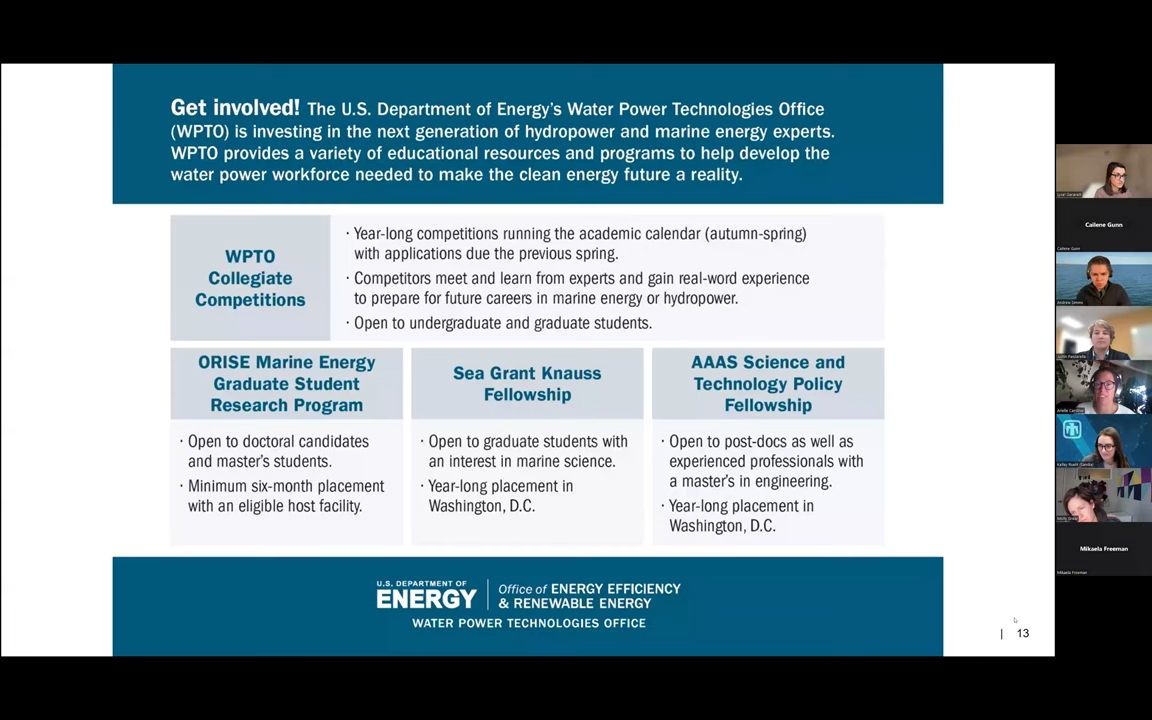 Get involved! The U.S. Department of Energy's Water Power Technologies Office
(WPTO) is investing in the next generation of hydropower and marine energy experts.
WPTO provides a variety of educational resources and programs to help develop the
water power workforce needed to make the clean energy future a reality.
WPTO
Collegiate
Competitions
· Year-long competitions running the academic calendar (autumn-spring)
with applications due the previous spring.
· Competitors meet and learn from experts and gain real-word experience
to prepare for future careers in marine energy or hydropower.
· Open to undergraduate and graduate students.
ORISE Marine Energy
Graduate Student
Research Program
· Open to doctoral candidates
and master's students.
· Minimum six-month placement
with an eligible host facility.
Sea Grant Knauss
Fellowship
· Open to graduate students with
an interest in marine science.
· Year-long placement in
Washington, D.C.
AAAS Science and
Technology Policy
Fellowship
· Open to post-docs as well as
experienced professionals with
a master's in engineering.
· Year-long placement in
Washington, D.C.
U.S. DEPARTMENT OF
ENERGY
Office of ENERGY EFFICIENCY
& RENEWABLE ENERGY
WATER POWER TECHNOLOGIES OFFICE
| 13
Cailene Gunn
Cailene Gunn
Mikaela Freeman
Mikaela Freeman